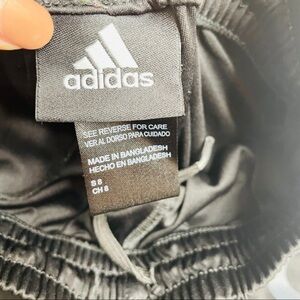 adidas
SEE REVERSE FOR CARE
VER AL DORSO PARA CUIDADO
MADE IN BANGLADESH
HECHO EN BANGLADESH
S 8
CH 8